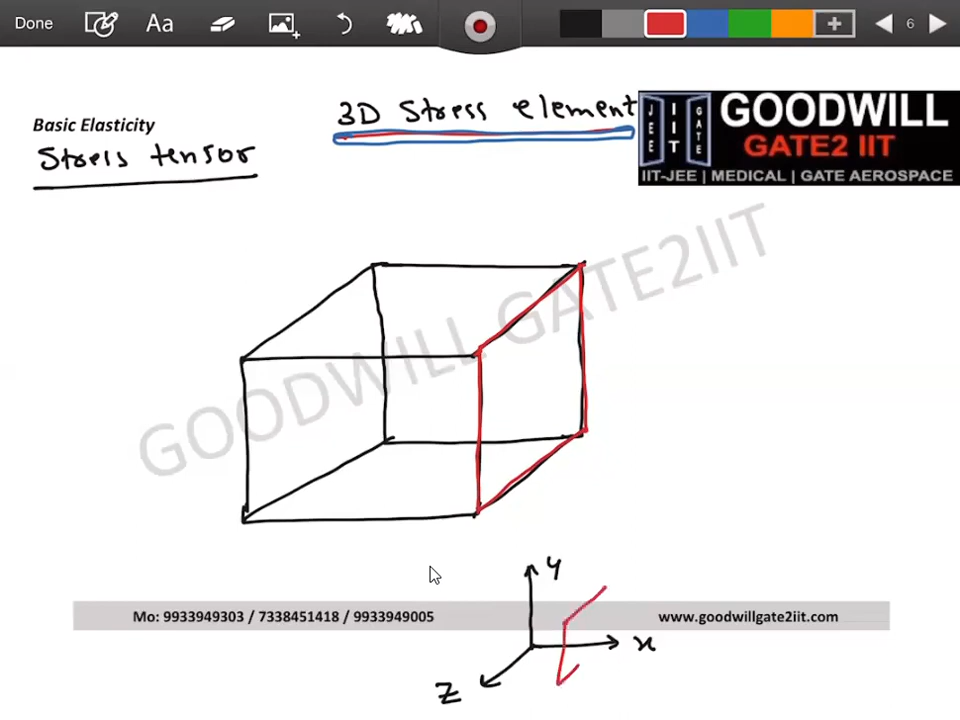 Done
Aa
6
3D Stress element
Basic Elasticity
Stress tensor
JEE
IIT
GATE
GOODWILL
GATE2 IIT
IIT-JEE | MEDICAL | GATE AEROSPACE
GOODWILL GATE2IIT
y
Mo: 9933949303 / 7338451418 / 9933949005
www.goodwillgate2iit.com
x
z